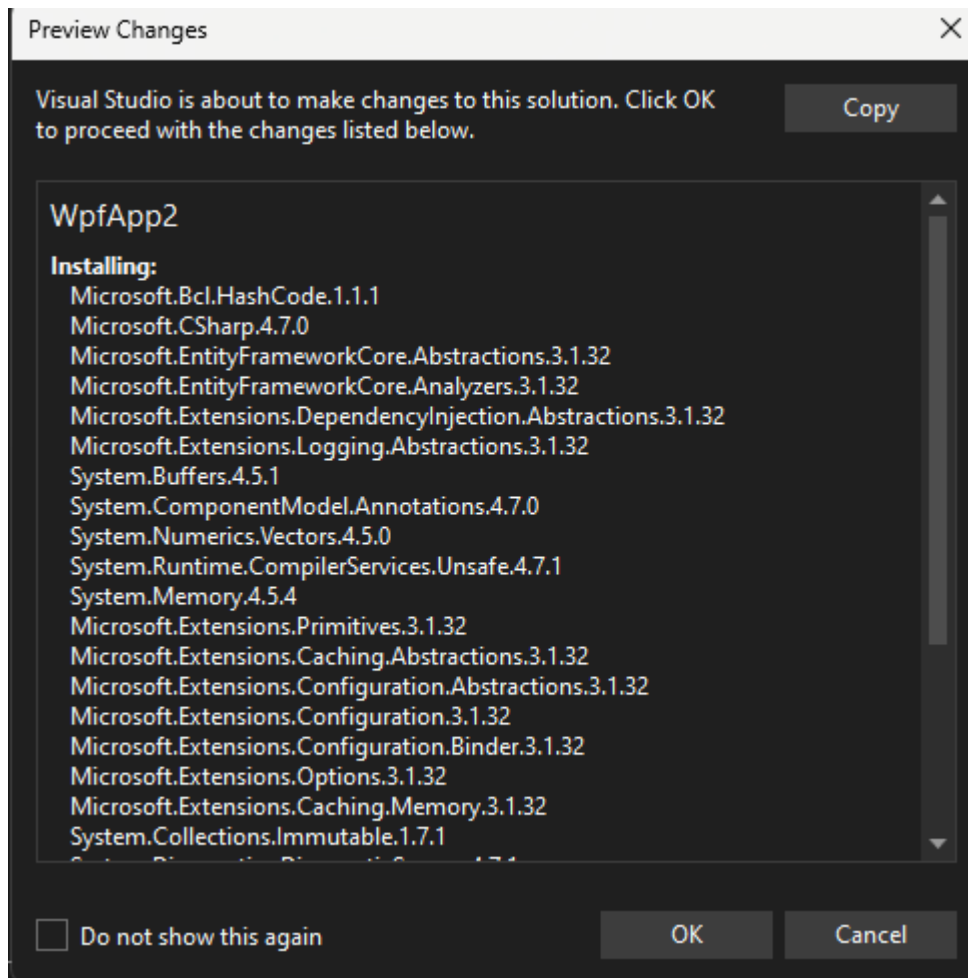 Preview Changes
Visual Studio is about to make changes to this solution. Click OK
to proceed with the changes listed below.
Copy
WpfApp2
Installing:
Microsoft.Bcl.HashCode.1.1.1
Microsoft.CSharp.4.7.0
Microsoft.EntityFrameworkCore.Abstractions.3.1.32
Microsoft.EntityFrameworkCore.Analyzers.3.1.32
Microsoft.Extensions.DependencyInjection.Abstractions.3.1.32
Microsoft.Extensions.Logging.Abstractions.3.1.32
System.Buffers.4.5.1
System.ComponentModel.Annotations.4.7.0
System.Numerics.Vectors.4.5.0
System.Runtime.CompilerServices.Unsafe.4.7.1
System.Memory.4.5.4
Microsoft.Extensions.Primitives.3.1.32
Microsoft.Extensions.Caching.Abstractions.3.1.32
Microsoft.Extensions.Configuration.Abstractions.3.1.32
Microsoft.Extensions.Configuration.3.1.32
Microsoft.Extensions.Configuration.Binder.3.1.32
Microsoft.Extensions.Options.3.1.32
Microsoft.Extensions.Caching.Memory.3.1.32
System.Collections.Immutable.1.7.1
Do not show this again
OK
Cancel